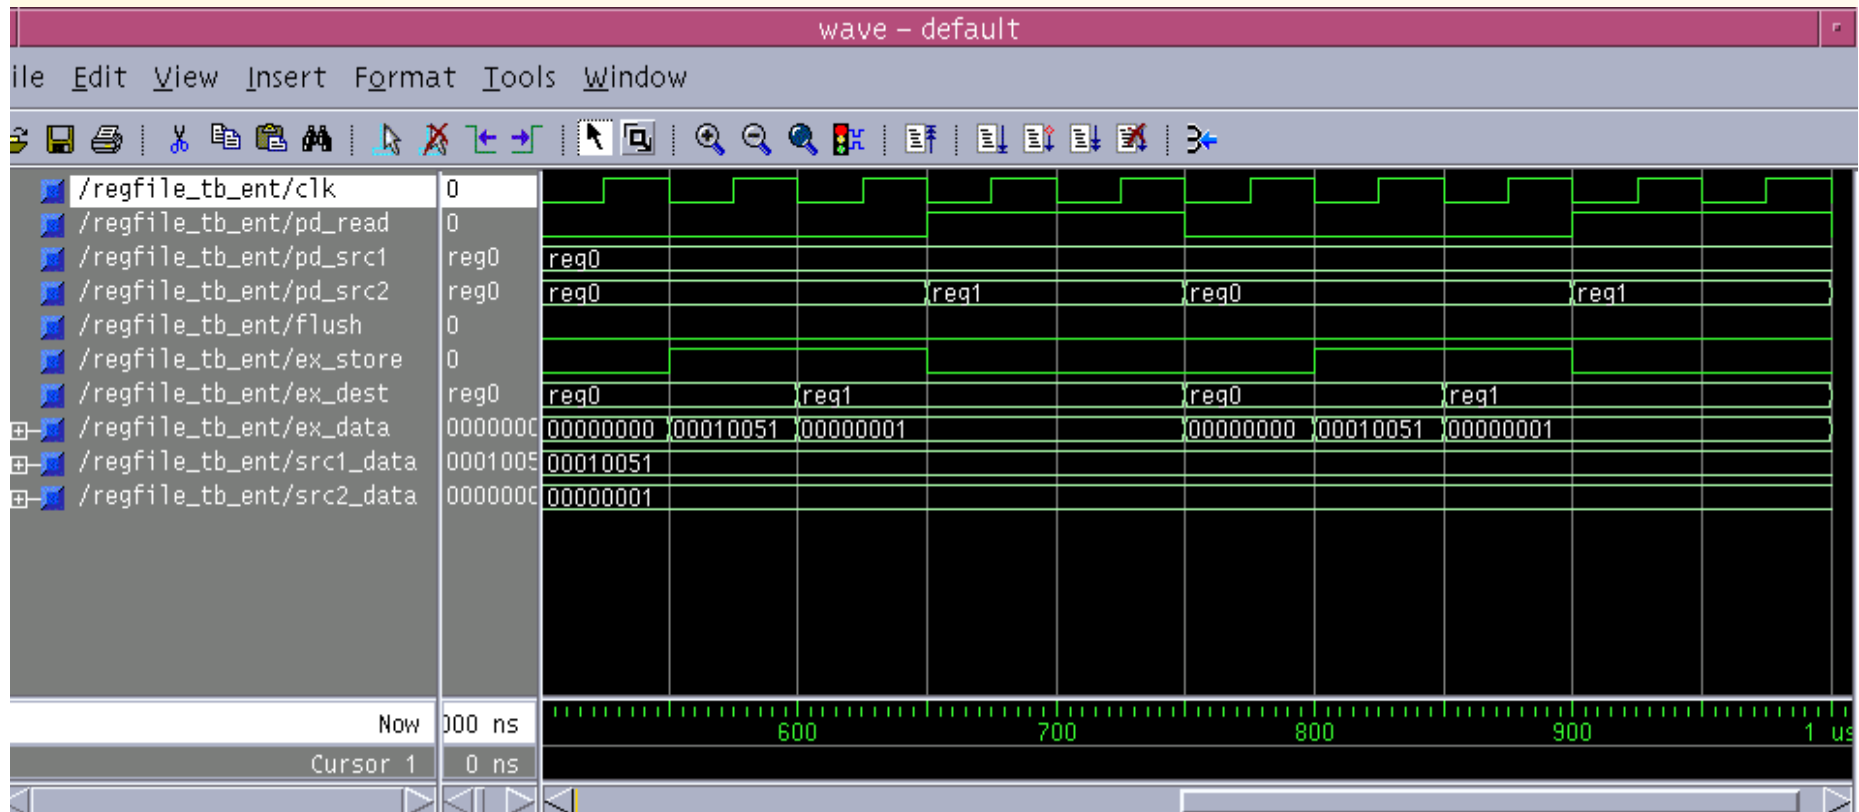 wave – default
ile Edit View Insert Format Tools Window
/regfile_tb_ent/clk 0
/regfile_tb_ent/pd_read 0
/regfile_tb_ent/pd_src1 reg0 reg0
/regfile_tb_ent/pd_src2 reg0 reg0 reg1 reg0 reg1
/regfile_tb_ent/flush 0
/regfile_tb_ent/ex_store 0
/regfile_tb_ent/ex_dest reg0 reg0 reg1 reg0 reg1
/regfile_tb_ent/ex_data 0000000 00000000 00010051 00000001 00000000 00010051 00000001
/regfile_tb_ent/src1_data 0001005 00010051
/regfile_tb_ent/src2_data 0000000 00000001
Now 000 ns
600 700 800 900 1 us
Cursor 1 0 ns